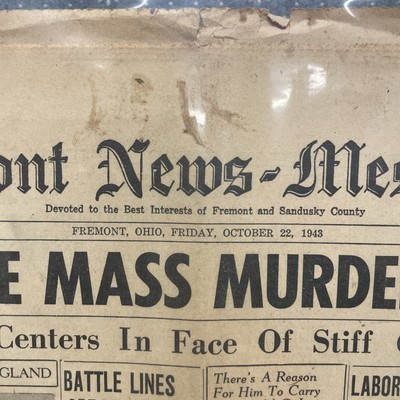 ont News-Mes
Devoted to the Best Interests of Fremont and Sandusky County
FREMONT, OHIO, FRIDAY, OCTOBER 22, 1943
E MASS MURDE
Centers In Face Of Stiff
GLAND
BATTLE LINES
There's A Reason
For Him To Carry
LABOR